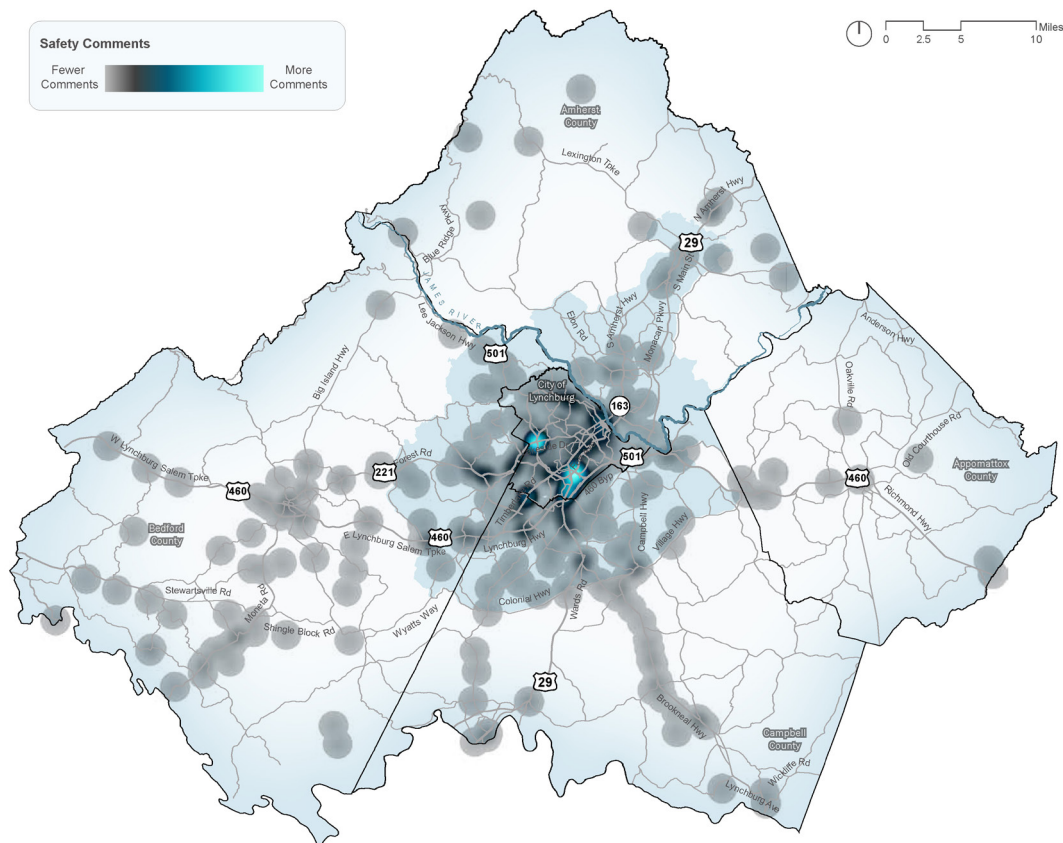 Safety Comments
Fewer
Comments
More
Comments
Miles
0
2.5
5
10
Amherst
County
Lexington Tpke
N Amherst Hwy
Blue Ridge Pkwy
29
S Main St
JAMES RIVER
Lee Jackson Hwy
Elon Rd
S Amherst Hwy
Monacan Pkwy
Anderson Hwy
501
Big Island Hwy
Oakville Rd
City of
Lynchburg
163
Old Courthouse Rd
W Lynchburg Salem Tpke
221
Forest Rd
501
Appomattox
County
460
460
460 Byp
Richmond Hwy
Bedford
County
460
E Lynchburg Salem Tpke
Lynchburg Hwy
Campbell Hwy
Village Hwy
Stewartsville Rd
Colonial Hwy
Wards Rd
Moneta Rd
Shingle Block Rd
Wyatts Way
29
Brookneal Hwy
Campbell
County
Wickliffe Rd
Lynchburg Ave